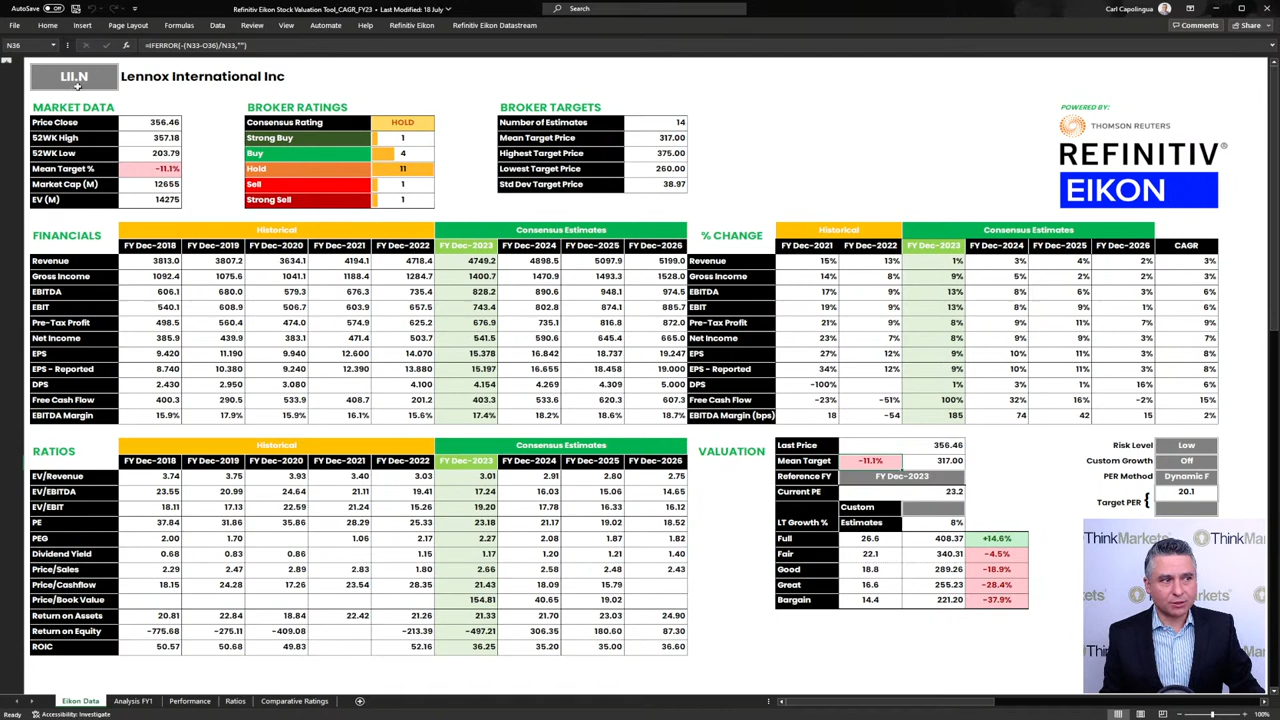 AutoSave Off
Refinitiv Eikon Stock Valuation Tool_CAGR_FY23 • Last Modified: 18 July
Search
Carl Capolingua
File Home Insert Page Layout Formulas Data Review View Automate Help Refinitiv Eikon Refinitiv Eikon Datastream Comments Share
N36 =IFERROR(-(N33-O36)/N33,"")
LII.N Lennox International Inc
MARKET DATA BROKER RATINGS BROKER TARGETS POWERED BY:
Price Close 356.46 Consensus Rating HOLD Number of Estimates 14
52WK High 357.18 Strong Buy 1 Mean Target Price 317.00
52WK Low 203.79 Buy 4 Highest Target Price 375.00
Mean Target % -11.1% Hold 11 Lowest Target Price 260.00
Market Cap (M) 12655 Sell 1 Std Dev Target Price 38.97
EV (M) 14275 Strong Sell 1
THOMSON REUTERS
REFINITIV®
EIKON
FINANCIALS Historical Consensus Estimates % CHANGE Historical Consensus Estimates
FY Dec-2018 FY Dec-2019 FY Dec-2020 FY Dec-2021 FY Dec-2022 FY Dec-2023 FY Dec-2024 FY Dec-2025 FY Dec-2026 FY Dec-2021 FY Dec-2022 FY Dec-2023 FY Dec-2024 FY Dec-2025 FY Dec-2026 CAGR
Revenue 3813.0 3807.2 3634.1 4194.1 4718.4 4749.2 4898.5 5097.9 5199.0 Revenue 15% 13% 1% 3% 4% 2% 3%
Gross Income 1092.4 1075.6 1041.1 1188.4 1284.7 1400.7 1470.9 1493.3 1528.0 Gross Income 14% 8% 9% 5% 2% 2% 3%
EBITDA 606.1 680.0 579.3 676.3 735.4 828.2 890.6 948.1 974.5 EBITDA 17% 9% 13% 8% 6% 3% 6%
EBIT 540.1 608.9 506.7 603.9 657.5 743.4 802.8 874.1 885.7 EBIT 19% 9% 13% 8% 9% 1% 6%
Pre-Tax Profit 498.5 560.4 474.0 574.9 625.2 676.9 735.1 816.8 872.0 Pre-Tax Profit 21% 9% 8% 9% 11% 7% 9%
Net Income 385.9 439.9 383.1 471.4 503.7 541.5 590.6 645.4 665.0 Net Income 23% 7% 8% 9% 9% 3% 7%
EPS 9.420 11.190 9.940 12.600 14.070 15.378 16.842 18.737 19.247 EPS 27% 12% 9% 10% 11% 3% 8%
EPS - Reported 8.740 10.380 9.240 12.390 13.880 15.197 16.656 18.458 19.000 EPS - Reported 34% 12% 9% 10% 11% 3% 8%
DPS 2.430 2.950 3.080 4.100 4.154 4.269 4.309 5.000 DPS -100% 1% 3% 1% 16% 6%
Free Cash Flow 400.3 290.5 533.9 408.7 201.2 403.3 533.6 620.3 607.3 Free Cash Flow -23% -51% 100% 32% 16% -2% 15%
EBITDA Margin 15.9% 17.9% 15.9% 16.1% 15.6% 17.4% 18.2% 18.6% 18.7% EBITDA Margin (bps) 18 -54 185 74 42 15 2%
RATIOS Historical Consensus Estimates VALUATION
FY Dec-2018 FY Dec-2019 FY Dec-2020 FY Dec-2021 FY Dec-2022 FY Dec-2023 FY Dec-2024 FY Dec-2025 FY Dec-2026
EV/Revenue 3.74 3.75 3.93 3.40 3.03 3.01 2.91 2.80 2.75
EV/EBITDA 23.55 20.99 24.64 21.11 19.41 17.24 16.03 15.06 14.65
EV/EBIT 18.11 17.13 22.59 21.24 15.26 19.20 17.78 16.33 16.12
PE 37.84 31.86 35.86 28.29 25.33 23.18 21.17 19.02 18.52
PEG 2.00 1.71 1.06 2.17 2.27 2.08 1.87 1.82
Dividend Yield 0.68 0.83 0.86 1.15 1.17 1.20 1.21 1.40
Price/Sales 2.29 2.47 2.89 2.83 1.80 2.66 2.58 2.48 2.43
Price/Cashflow 18.15 24.28 17.26 23.54 28.35 21.43 18.09 15.79
Price/Book Value 154.81 40.65 19.02
Return on Assets 20.81 22.84 18.84 22.42 21.26 21.33 21.70 23.70 24.90
Return on Equity -775.68 -275.11 -409.08 -213.39 -497.21 306.35 180.60 87.30
ROIC 50.57 50.68 49.83 52.16 36.25 35.20 35.00 36.60
Last Price 356.46 Risk Level Low
Mean Target -11.1% 317.00 Custom Growth Off
Reference FY FY Dec-2023 PER Method Dynamic F
Current PE 23.2 Target PER { 20.1
Custom
LT Growth % Estimates 8%
Full 26.6 408.37 +14.6%
Fair 22.1 340.31 -4.5%
Good 18.8 289.26 -18.9%
Great 16.6 255.23 -28.4%
Bargain 14.4 221.20 -37.9%
ThinkMarkets ThinkMar
Eikon Data Analysis FY1 Performance Ratios Comparative Ratings
Accessibility: Investigate 100%